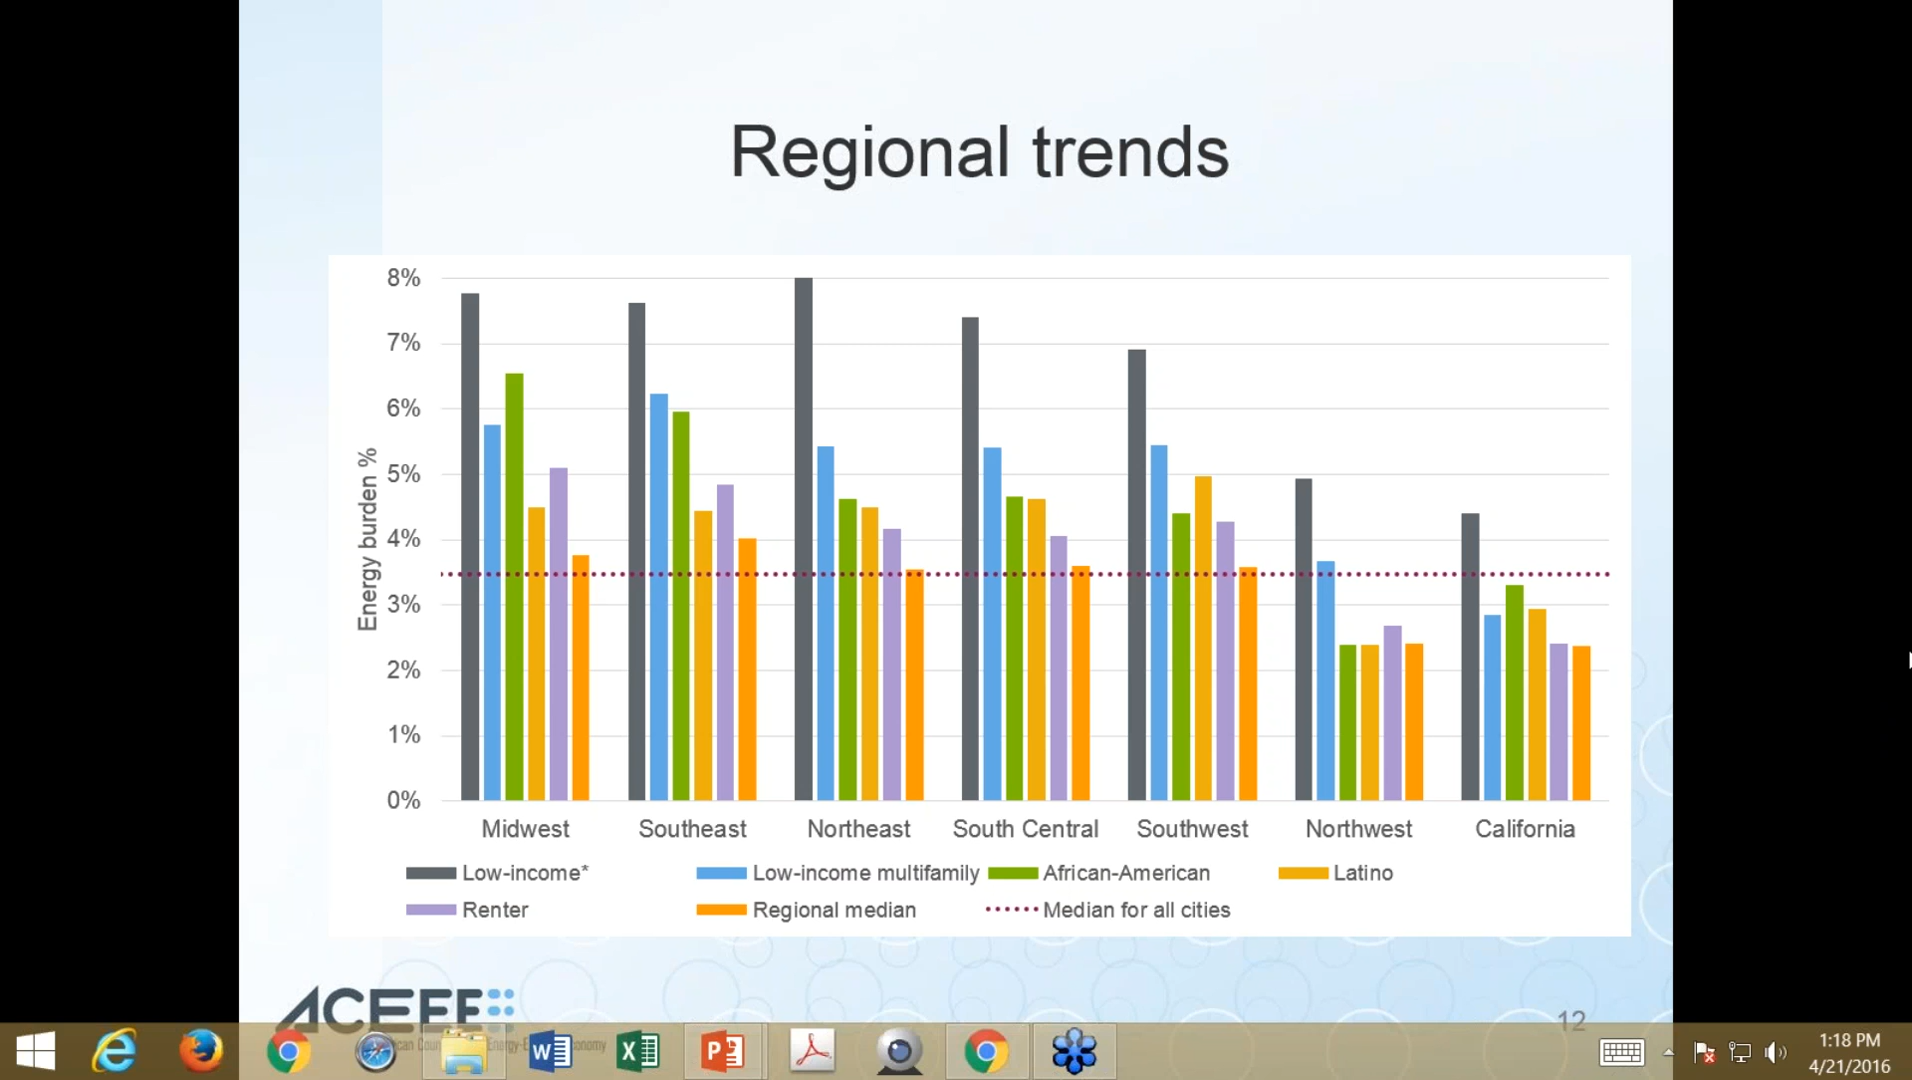 Regional trends
8%
7%
6%
5%
4%
3%
2%
1%
0%
Energy burden %
Midwest Southeast Northeast South Central Southwest Northwest California
Low-income* Low-income multifamily African-American Latino
Renter Regional median Median for all cities
ACEEE
12
1:18 PM
4/21/2016